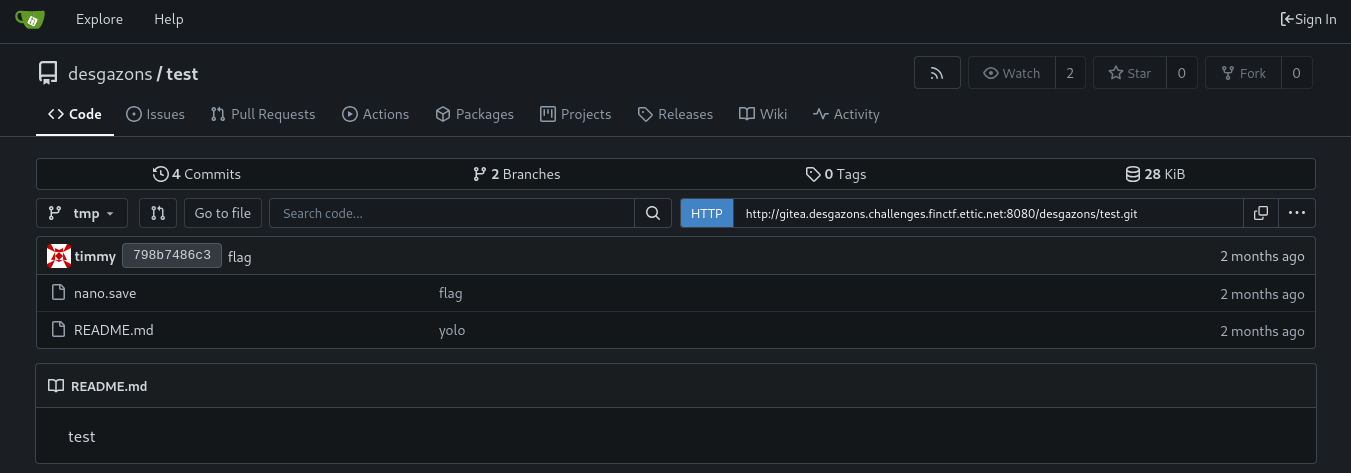 Explore Help Sign In
desgazons / test Watch 2 Star 0 Fork 0
Code Issues Pull Requests Actions Packages Projects Releases Wiki Activity
4 Commits 2 Branches 0 Tags 28 KiB
tmp Go to file Search code... HTTP http://gitea.desgazons.challenges.finctf.ettic.net:8080/desgazons/test.git
timmy 798b7486c3 flag 2 months ago
nano.save flag 2 months ago
README.md yolo 2 months ago
README.md
test